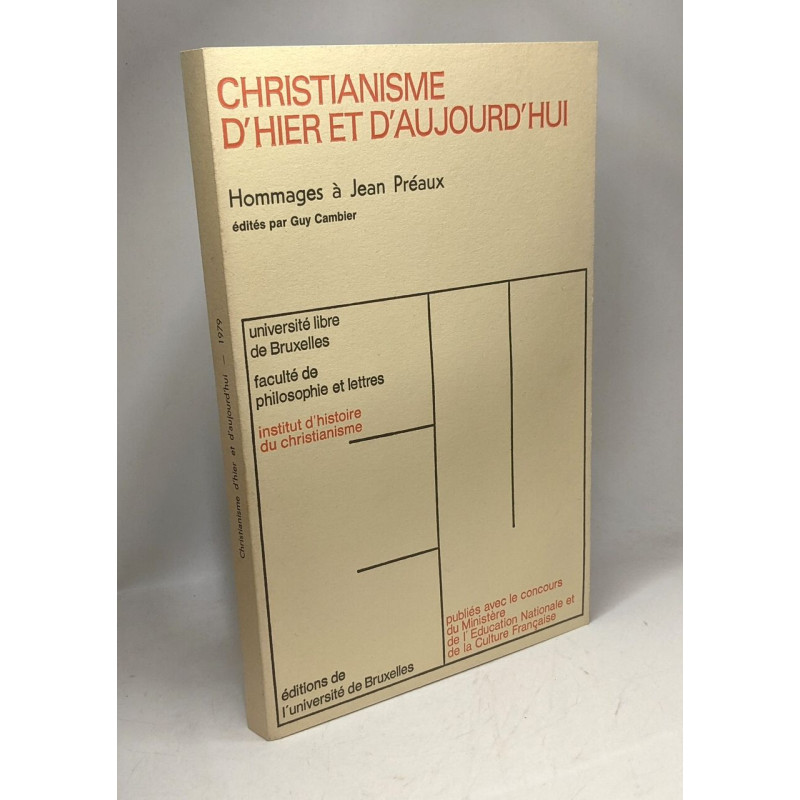 CHRISTIANISME
D'HIER ET D'AUJOURD'HUI
Hommages à Jean Préaux
édités par Guy Cambier
université libre
de Bruxelles
faculté de
philosophie et lettres
institut d'histoire
du christianisme
publiés avec le concours
du Ministère
de l'Education Nationale et
de la Culture Française
éditions de
l'université de Bruxelles
Christianisme d'hier et d'aujourd'hui — 1979